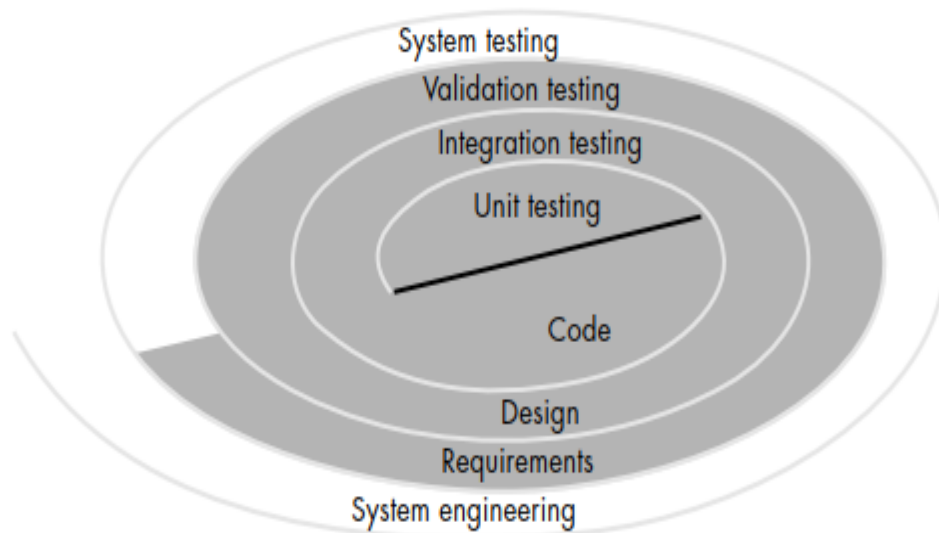 System testing
Validation testing
Integration testing
Unit testing
Code
Design
Requirements
System engineering